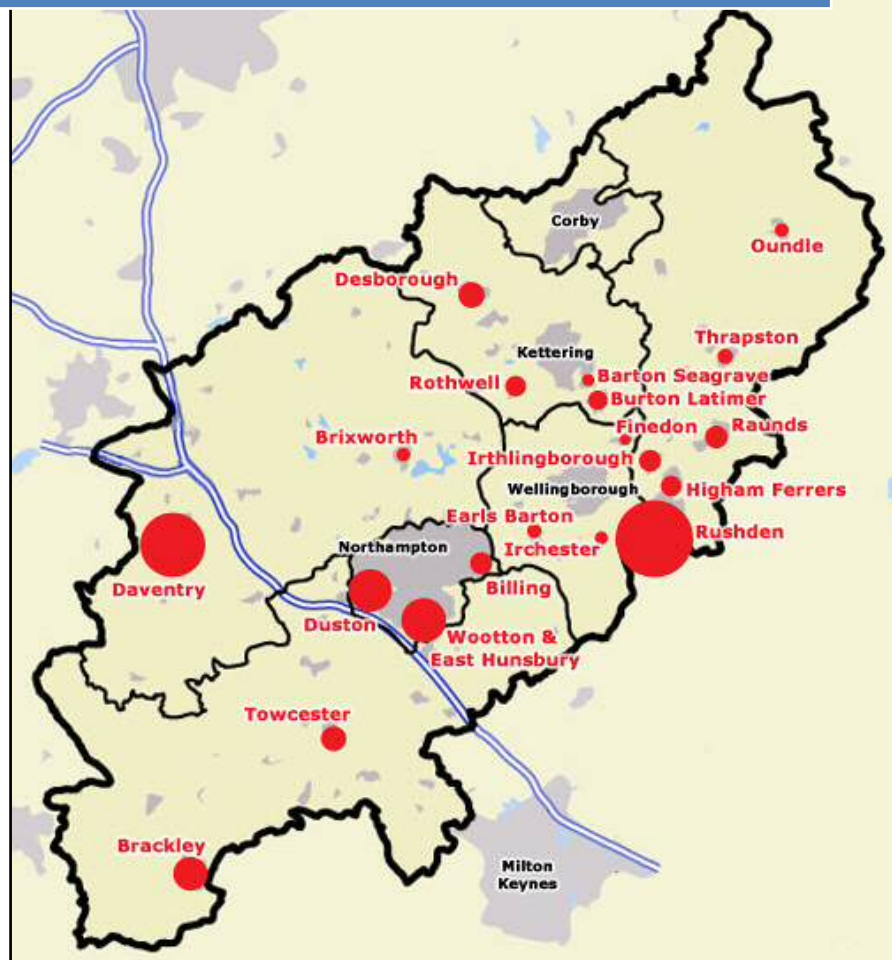 Corby
Oundle
Desborough
Thrapston
Kettering
Barton Seagrave
Rothwell
Burton Latimer
Finedon
Raunds
Brixworth
Irthlingborough
Wellingborough
Higham Ferrers
Earls Barton
Rushden
Northampton
Irchester
Daventry
Billing
Duston
Wootton &
East Hunsbury
Towcester
Brackley
Milton
Keynes